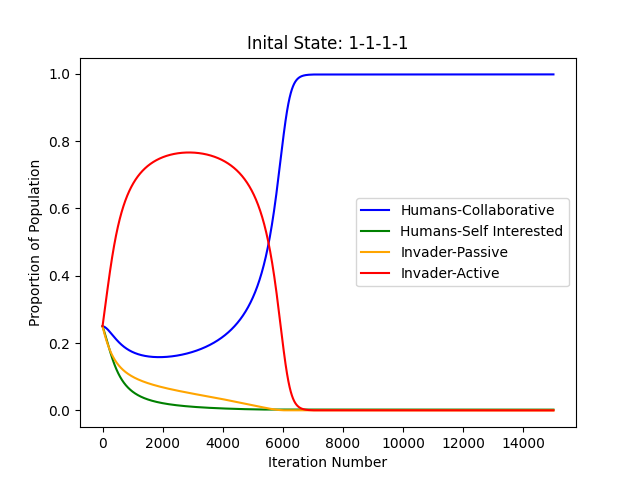 Inital State: 1-1-1-1
1.0
0.8
0.6
0.4
0.2
0.0
Proportion of Population
Humans-Collaborative
Humans-Self Interested
Invader-Passive
Invader-Active
0 2000 4000 6000 8000 10000 12000 14000
Iteration Number